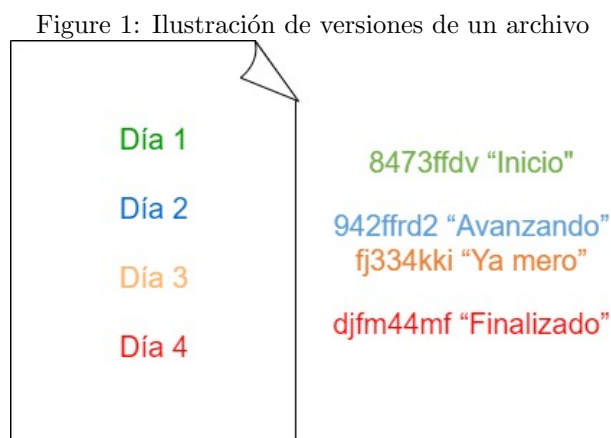 Figure 1: Ilustración de versiones de un archivo
Día 1
8473ffdv “Inicio"
Día 2
942ffrd2 “Avanzando”
fj334kki “Ya mero”
Día 3
djfm44mf “Finalizado”
Día 4